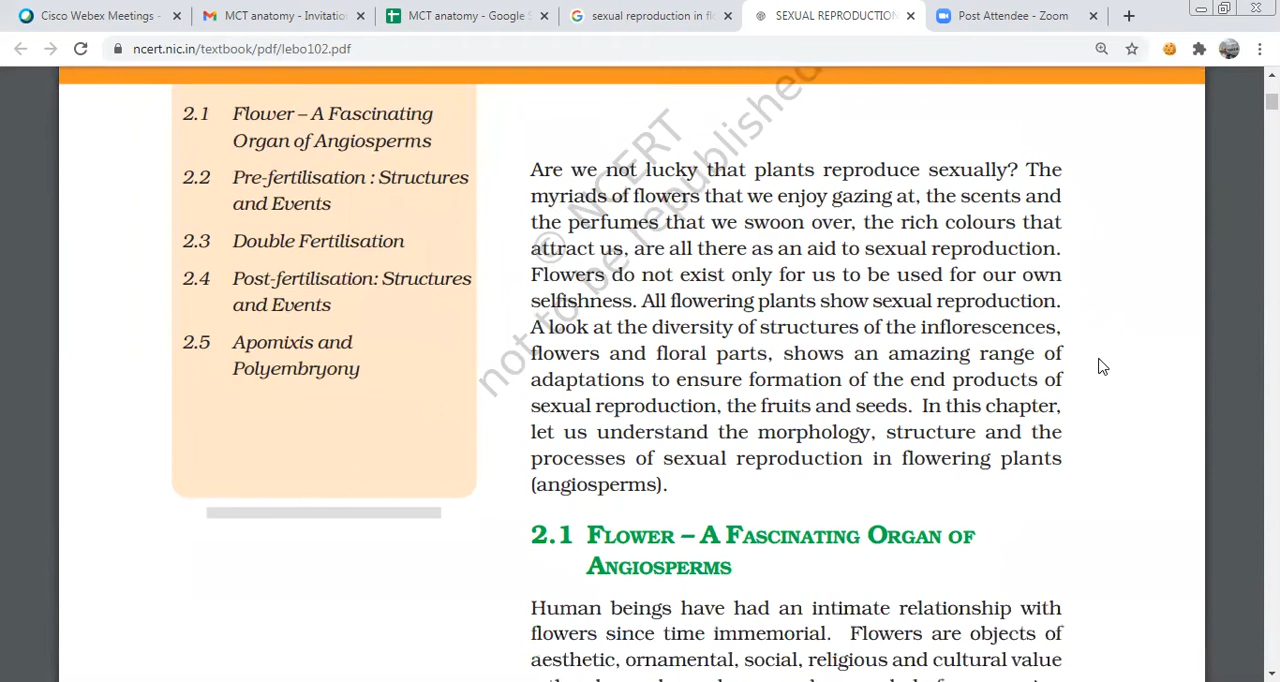 Cisco Webex Meetings -
MCT anatomy - Invitatio
MCT anatomy - Google S
sexual reproduction in fl
SEXUAL REPRODUCTION
Post Attendee - Zoom
ncert.nic.in/textbook/pdf/lebo102.pdf
2.1 Flower – A Fascinating
Organ of Angiosperms
2.2 Pre-fertilisation : Structures
and Events
2.3 Double Fertilisation
2.4 Post-fertilisation: Structures
and Events
2.5 Apomixis and
Polyembryony
© NCERT
not to be republished
Are we not lucky that plants reproduce sexually? The
myriads of flowers that we enjoy gazing at, the scents and
the perfumes that we swoon over, the rich colours that
attract us, are all there as an aid to sexual reproduction.
Flowers do not exist only for us to be used for our own
selfishness. All flowering plants show sexual reproduction.
A look at the diversity of structures of the inflorescences,
flowers and floral parts, shows an amazing range of
adaptations to ensure formation of the end products of
sexual reproduction, the fruits and seeds. In this chapter,
let us understand the morphology, structure and the
processes of sexual reproduction in flowering plants
(angiosperms).
2.1 FLOWER – A FASCINATING ORGAN OF
ANGIOSPERMS
Human beings have had an intimate relationship with
flowers since time immemorial. Flowers are objects of
aesthetic, ornamental, social, religious and cultural value